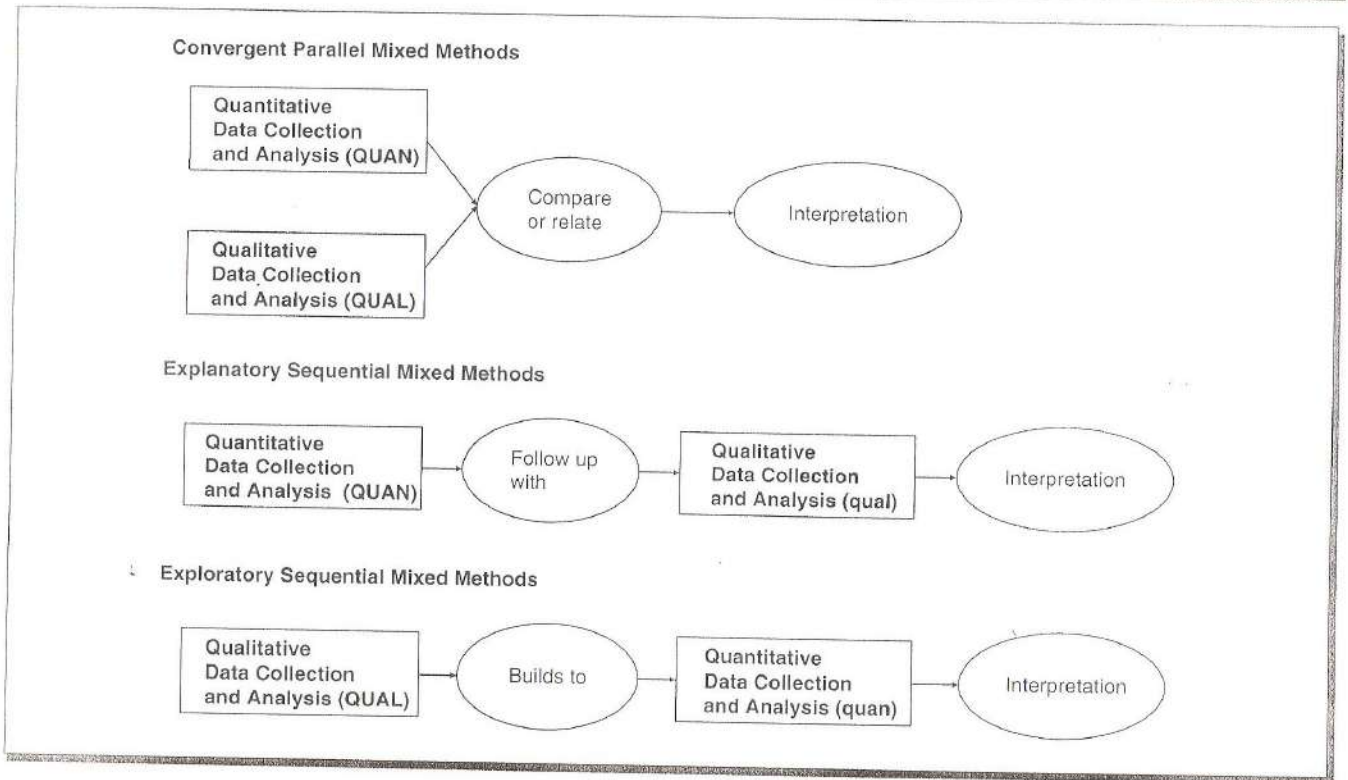 Convergent Parallel Mixed Methods
Quantitative
Data Collection
and Analysis (QUAN)
Compare
or relate
Interpretation
Qualitative
Data Collection
and Analysis (QUAL)
Explanatory Sequential Mixed Methods
Quantitative
Data Collection
and Analysis (QUAN)
Follow up
with
Qualitative
Data Collection
and Analysis (qual)
Interpretation
Exploratory Sequential Mixed Methods
Qualitative
Data Collection
and Analysis (QUAL)
Builds to
Quantitative
Data Collection
and Analysis (quan)
Interpretation